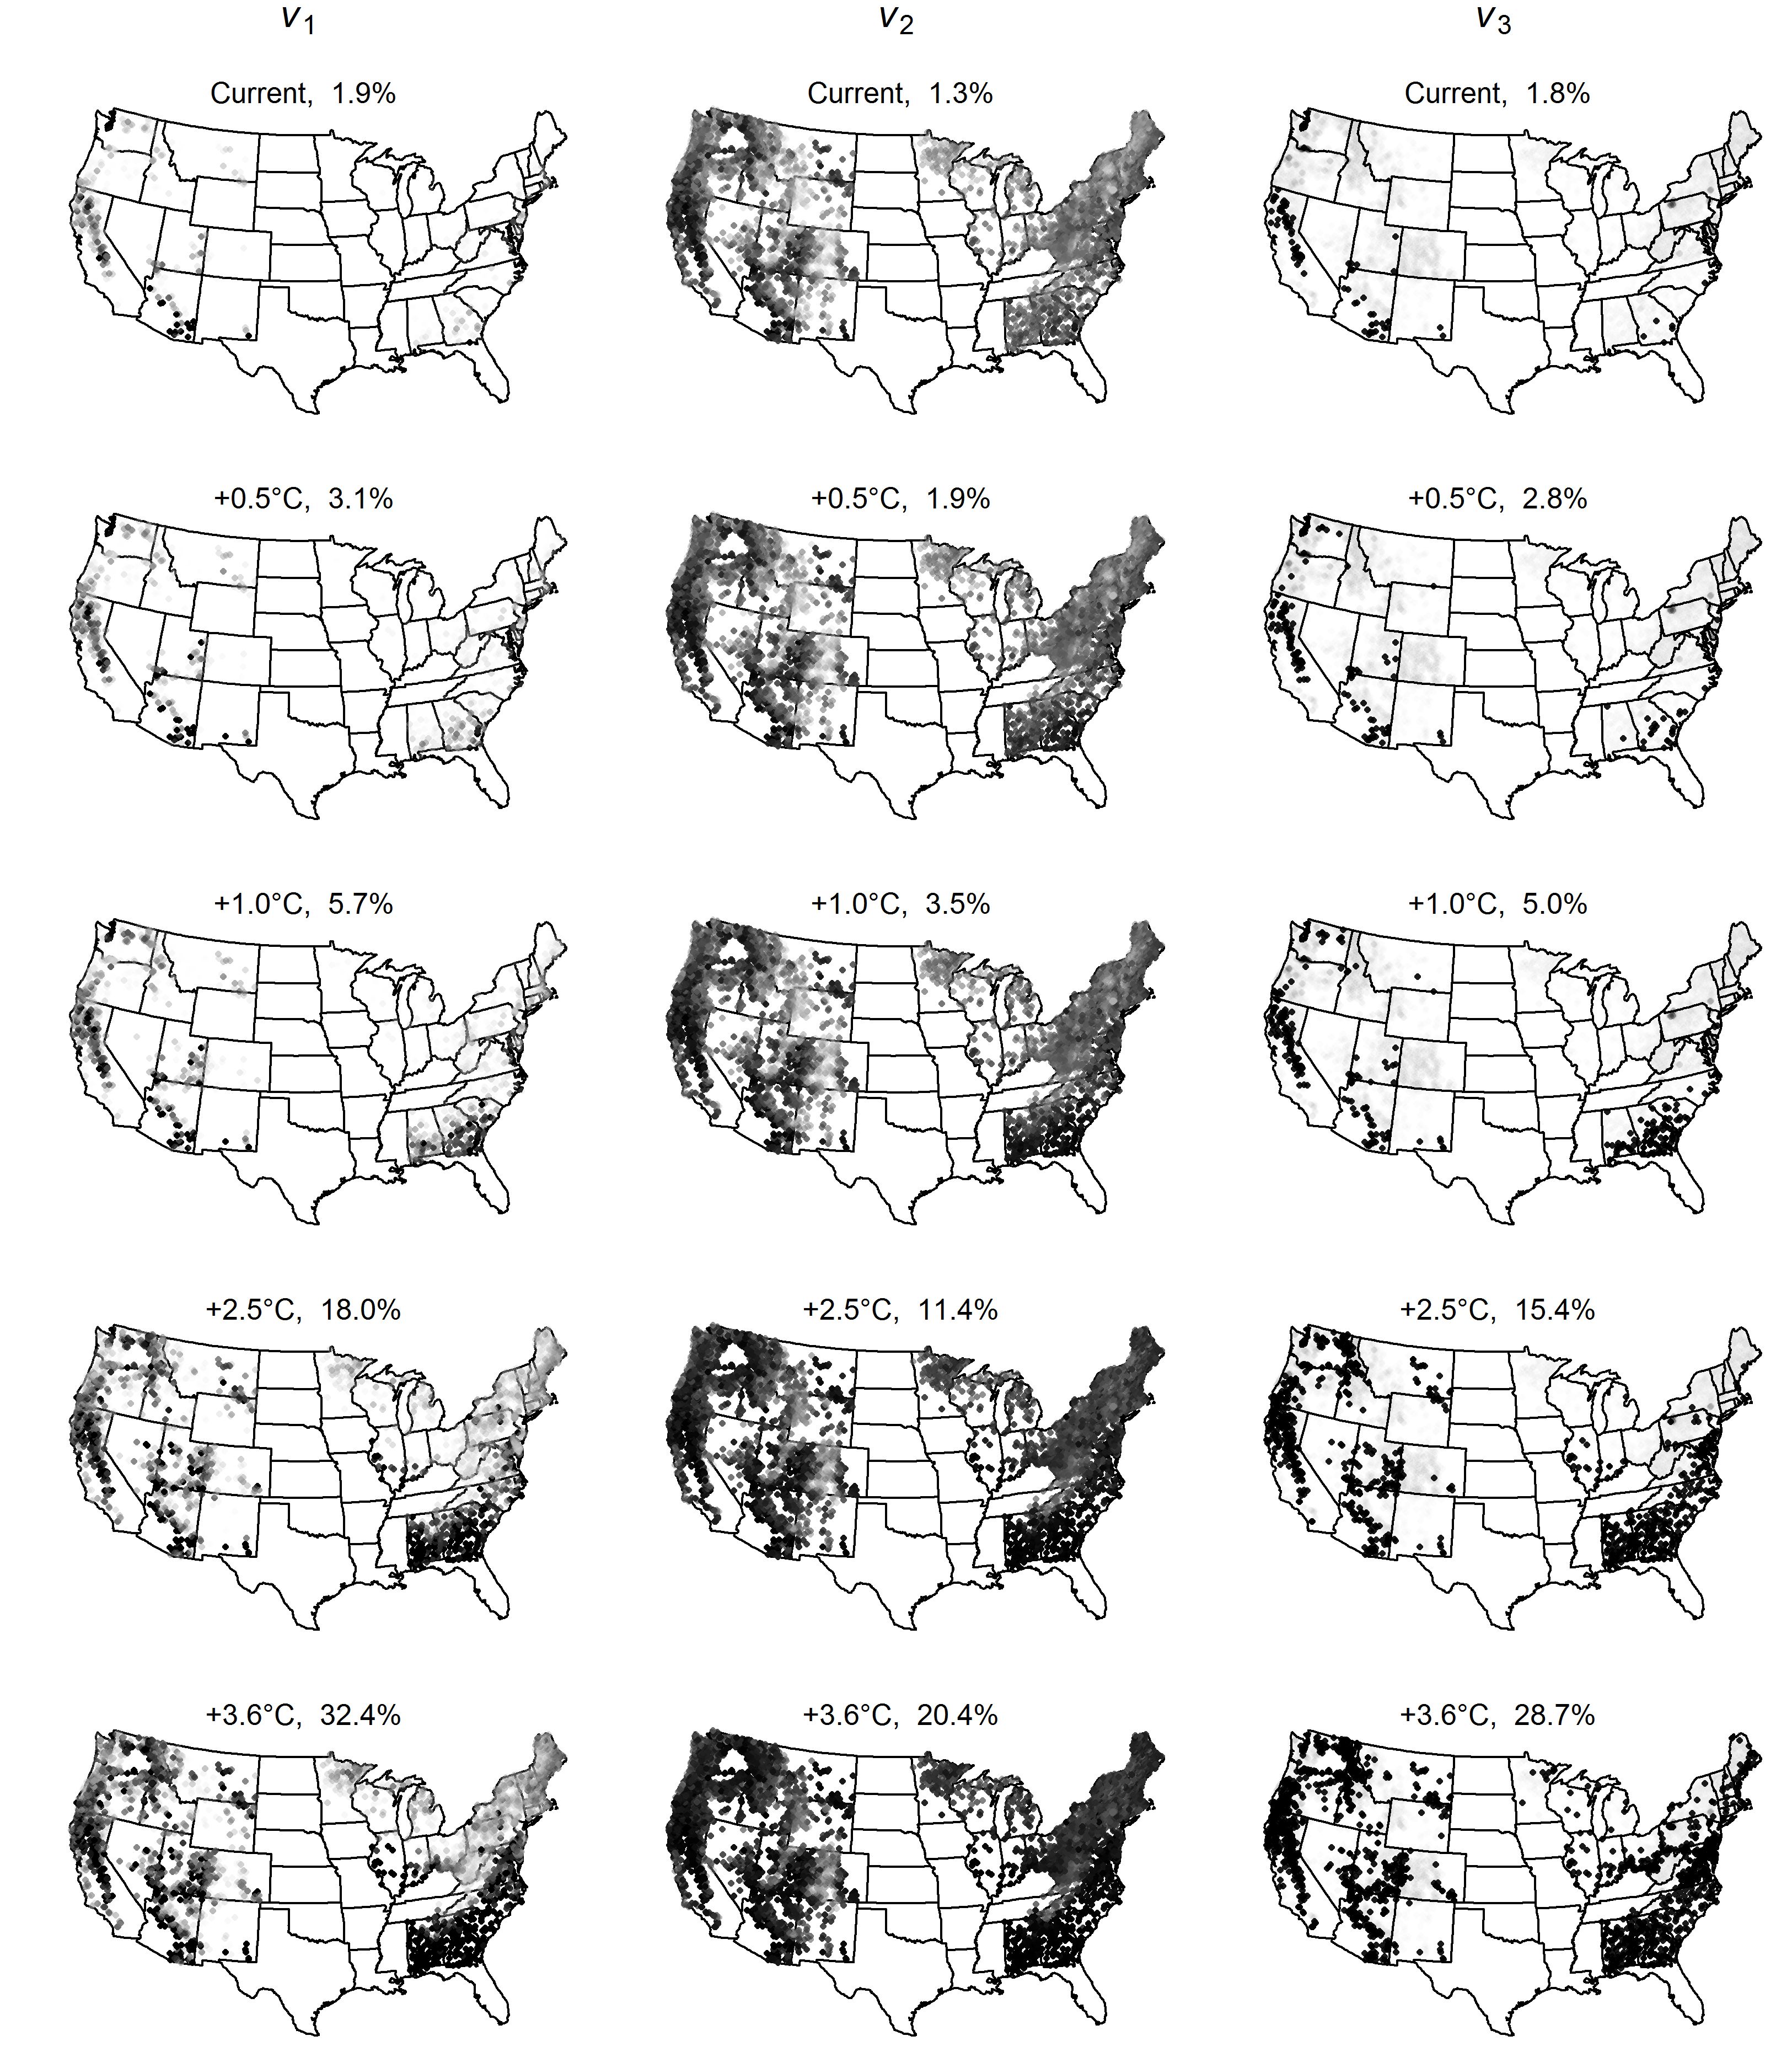 v1 v2 v3
Current, 1.9% Current, 1.3% Current, 1.8%
+0.5°C, 3.1% +0.5°C, 1.9% +0.5°C, 2.8%
+1.0°C, 5.7% +1.0°C, 3.5% +1.0°C, 5.0%
+2.5°C, 18.0% +2.5°C, 11.4% +2.5°C, 15.4%
+3.6°C, 32.4% +3.6°C, 20.4% +3.6°C, 28.7%